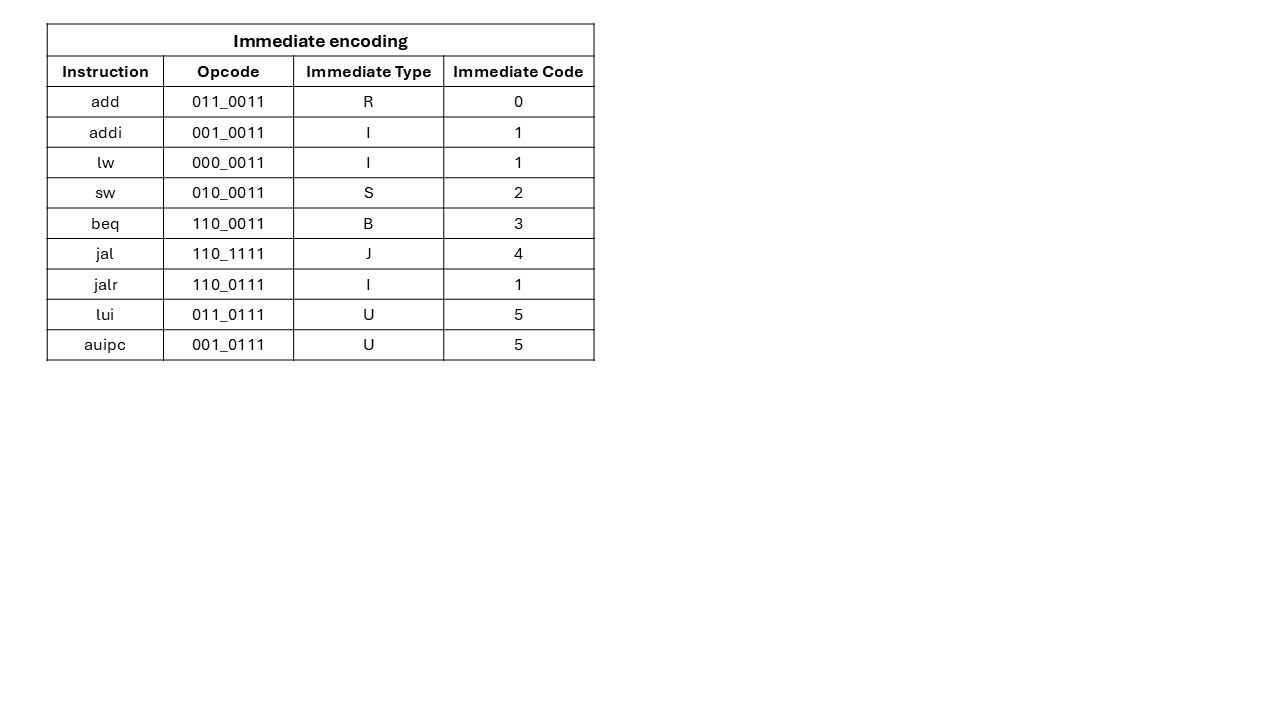 Immediate encoding
Instruction Opcode Immediate Type Immediate Code
add 011_0011 R 0
addi 001_0011 I 1
lw 000_0011 I 1
sw 010_0011 S 2
beq 110_0011 B 3
jal 110_1111 J 4
jalr 110_0111 I 1
lui 011_0111 U 5
auipc 001_0111 U 5